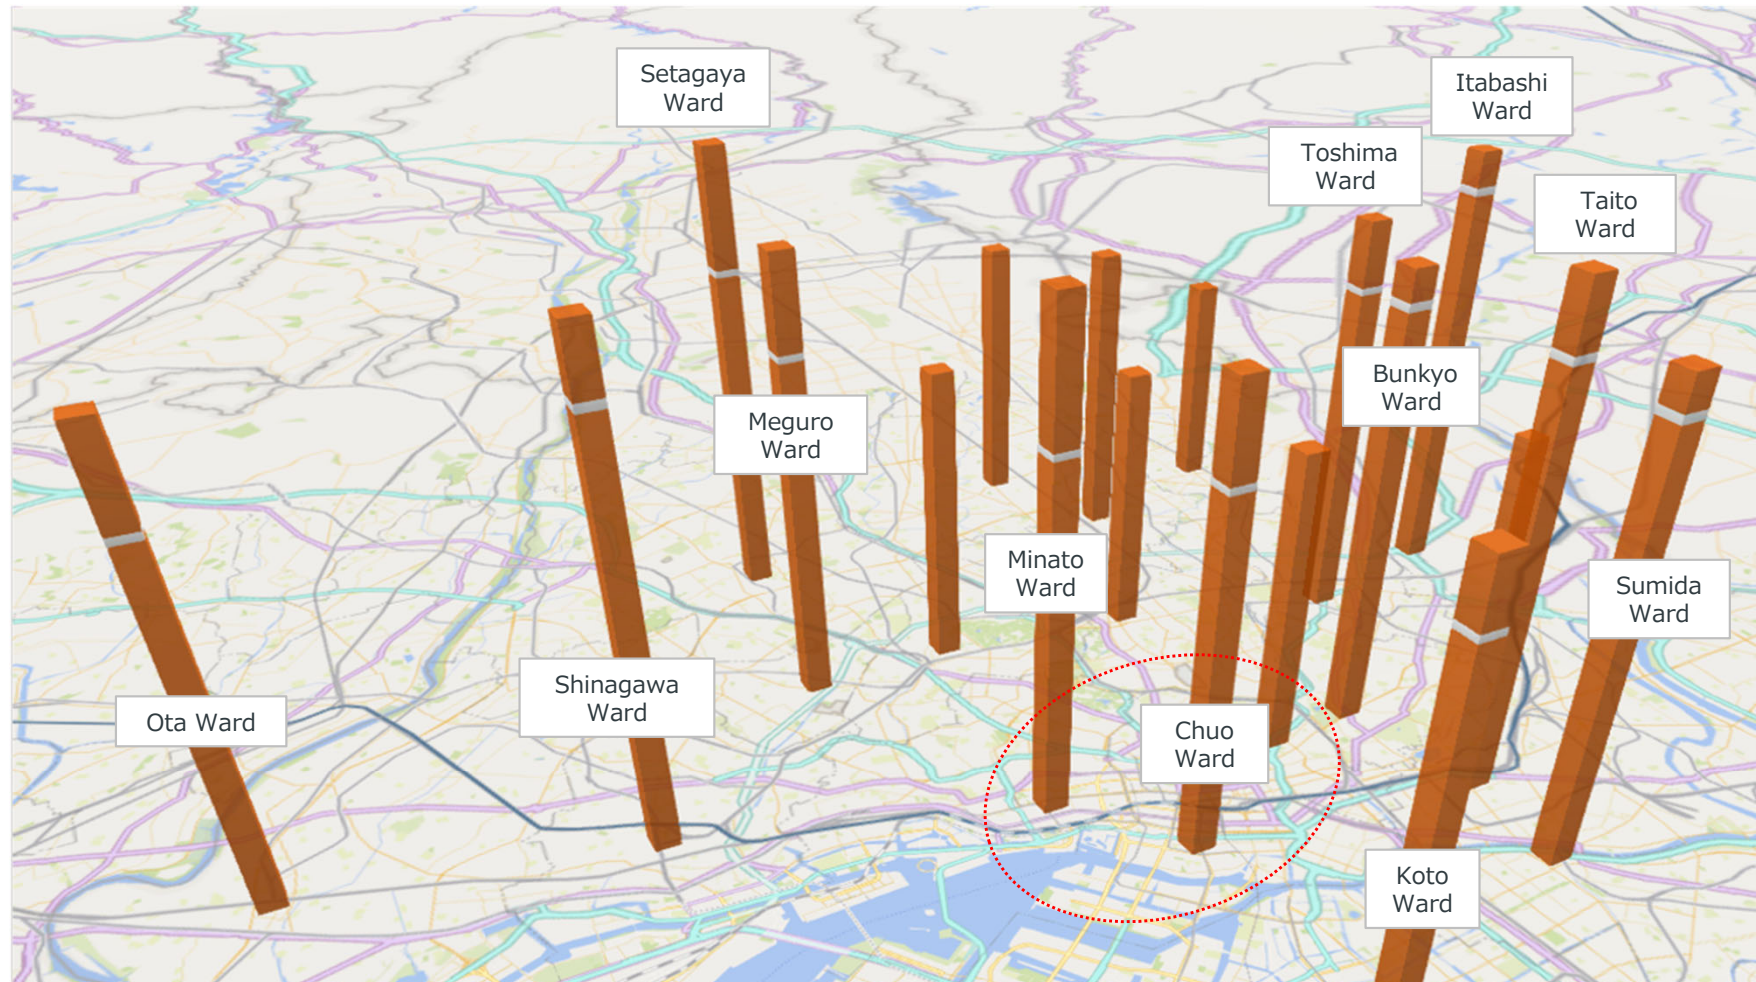 Setagaya
Ward
Itabashi
Ward
Toshima
Ward
Taito
Ward
Bunkyo
Ward
Meguro
Ward
Minato
Ward
Sumida
Ward
Shinagawa
Ward
Ota Ward
Chuo
Ward
Koto
Ward